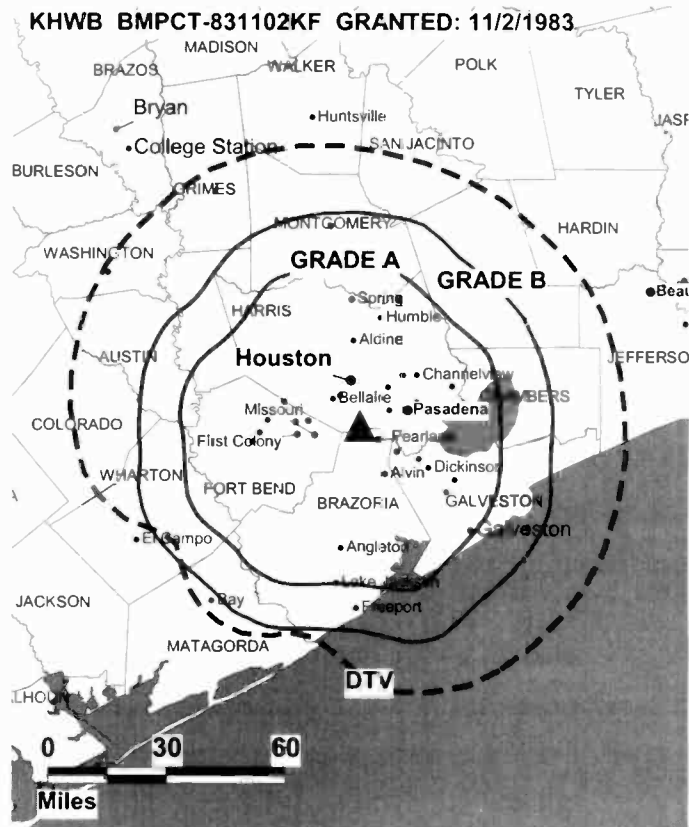 KHWB BMPCT-831102KF GRANTED: 11/2/1983
MADISON
WALKER
POLK
BRAZOS
TYLER
Bryan
Huntsville
College Station
SAN JACINTO
BURLESON
GRIMES
MONTGOMERY
HARDIN
WASHINGTON
GRADE A
GRADE B
Spring
HARRIS
Humble
Beau
Aldine
AUSTIN
Houston
Channelview
JEFFERSO
Bellaire
BERS
COLORADO
Missouri
Pasadena
First Colony
Pearland
WHARTON
Dickinson
FORT BEND
Alvin
BRAZORIA
GALVESTON
Galveston
El Campo
Angleton
Lake Jackson
JACKSON
Bay
Freeport
MATAGORDA
DTV
LHOUN
0 30 60
Miles